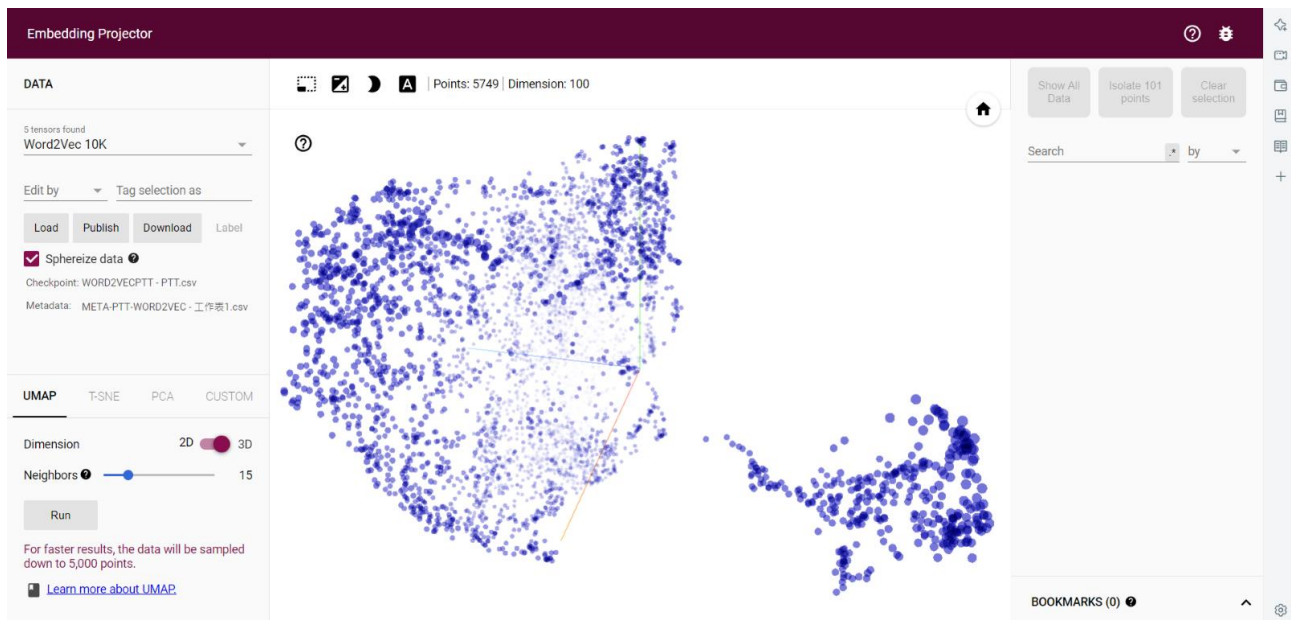 Embedding Projector
DATA
Points: 5749 | Dimension: 100
Show All Data
Isolate 101 points
Clear selection
5 tensors found
Word2Vec 10K
Search .* by
Edit by Tag selection as
Load Publish Download Label
Sphereize data
Checkpoint: WORD2VECPTT - PTT.csv
Metadata: META-PTT-WORD2VEC - 工作表1.csv
UMAP T-SNE PCA CUSTOM
Dimension 2D 3D
Neighbors 15
Run
For faster results, the data will be sampled
down to 5,000 points.
Learn more about UMAP.
BOOKMARKS (0)